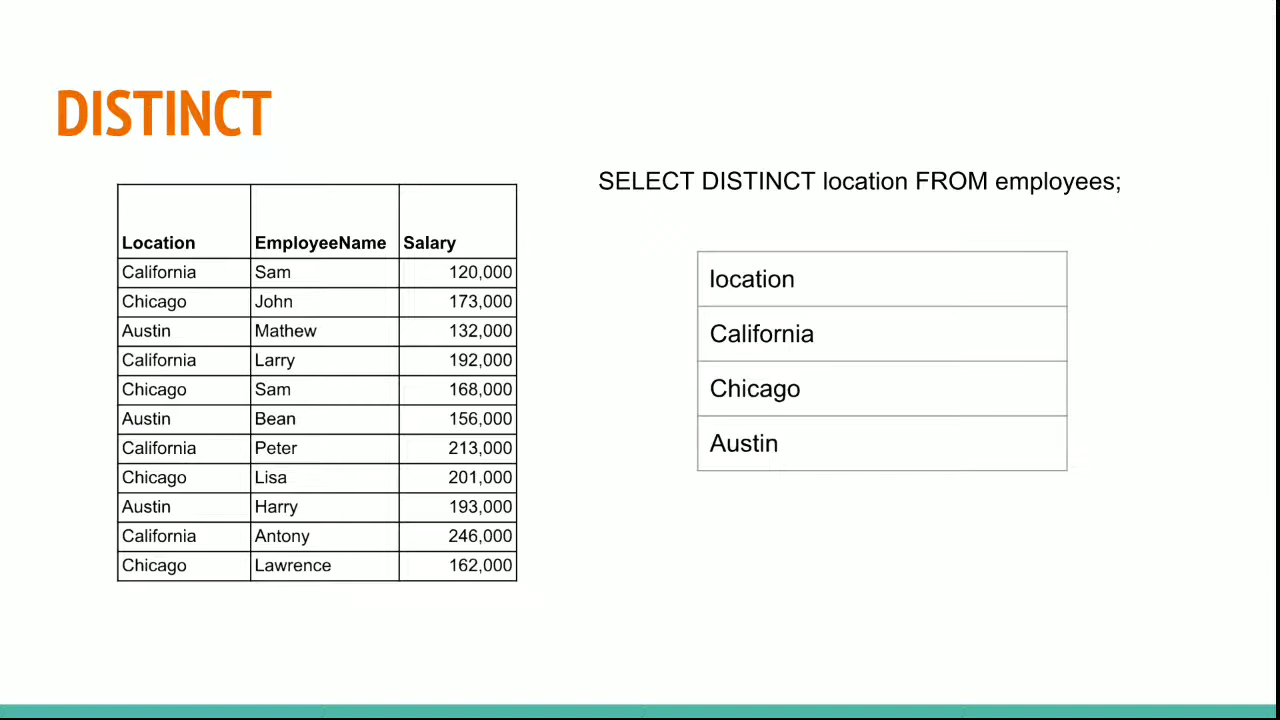 DISTINCT
SELECT DISTINCT location FROM employees;
Location EmployeeName Salary
California Sam 120,000
Chicago John 173,000
Austin Mathew 132,000
California Larry 192,000
Chicago Sam 168,000
Austin Bean 156,000
California Peter 213,000
Chicago Lisa 201,000
Austin Harry 193,000
California Antony 246,000
Chicago Lawrence 162,000
location
California
Chicago
Austin